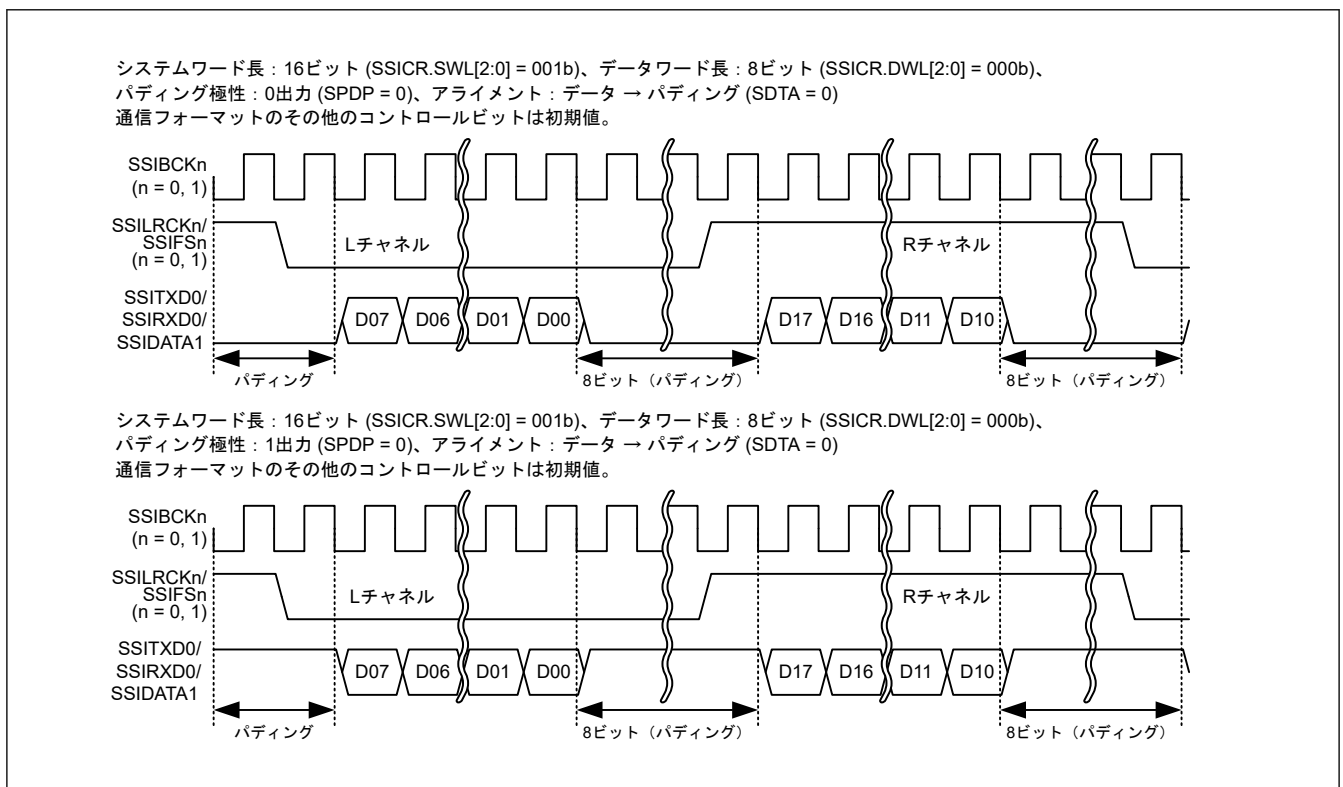 システムワード長：16ビット (SSICR.SWL[2:0] = 001b)、データワード長：8ビット (SSICR.DWL[2:0] = 000b)、
パディング極性：0出力 (SPDP = 0)、アライメント：データ → パディング (SDTA = 0)
通信フォーマットのその他のコントロールビットは初期値。
SSIBCKn
(n = 0, 1)
SSILRCKn/
SSIFSn
(n = 0, 1)
Lチャネル
Rチャネル
SSITXD0/
SSIRXD0/
SSIDATA1
D07 D06 D01 D00 D17 D16 D11 D10
パディング
8ビット（パディング）
8ビット（パディング）
システムワード長：16ビット (SSICR.SWL[2:0] = 001b)、データワード長：8ビット (SSICR.DWL[2:0] = 000b)、
パディング極性：1出力 (SPDP = 0)、アライメント：データ → パディング (SDTA = 0)
通信フォーマットのその他のコントロールビットは初期値。
SSIBCKn
(n = 0, 1)
SSILRCKn/
SSIFSn
(n = 0, 1)
Lチャネル
Rチャネル
SSITXD0/
SSIRXD0/
SSIDATA1
D07 D06 D01 D00 D17 D16 D11 D10
パディング
8ビット（パディング）
8ビット（パディング）